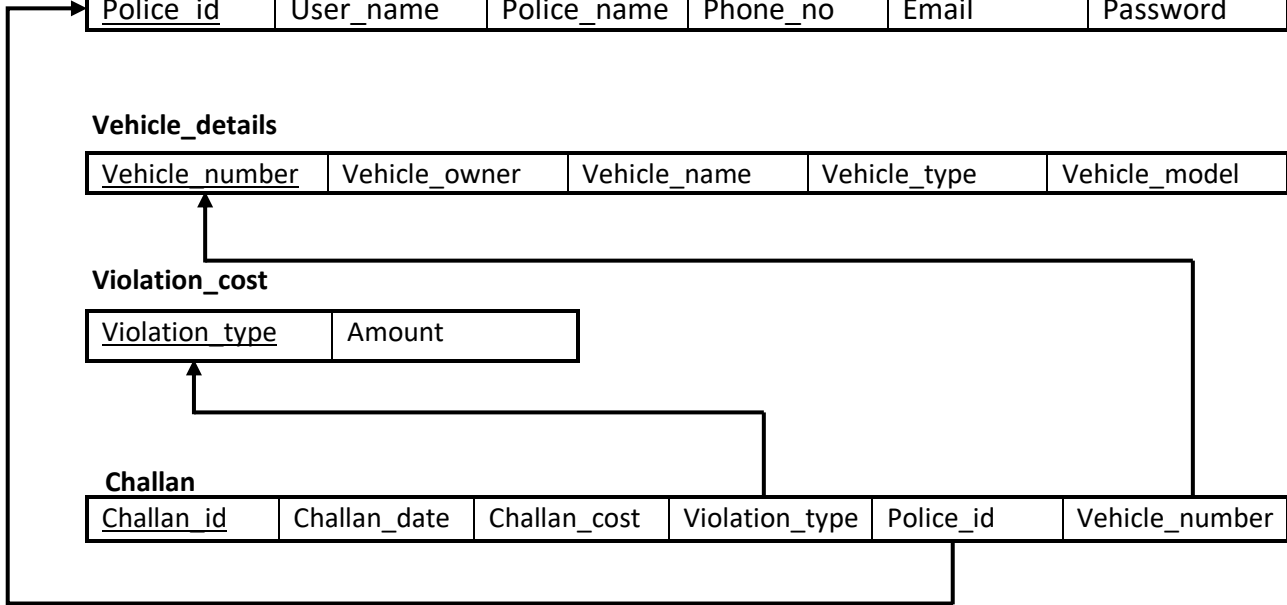 Police_id User_name Police_name Phone_no Email Password
Vehicle_details
Vehicle_number Vehicle_owner Vehicle_name Vehicle_type Vehicle_model
Violation_cost
Violation_type Amount
Challan
Challan_id Challan_date Challan_cost Violation_type Police_id Vehicle_number